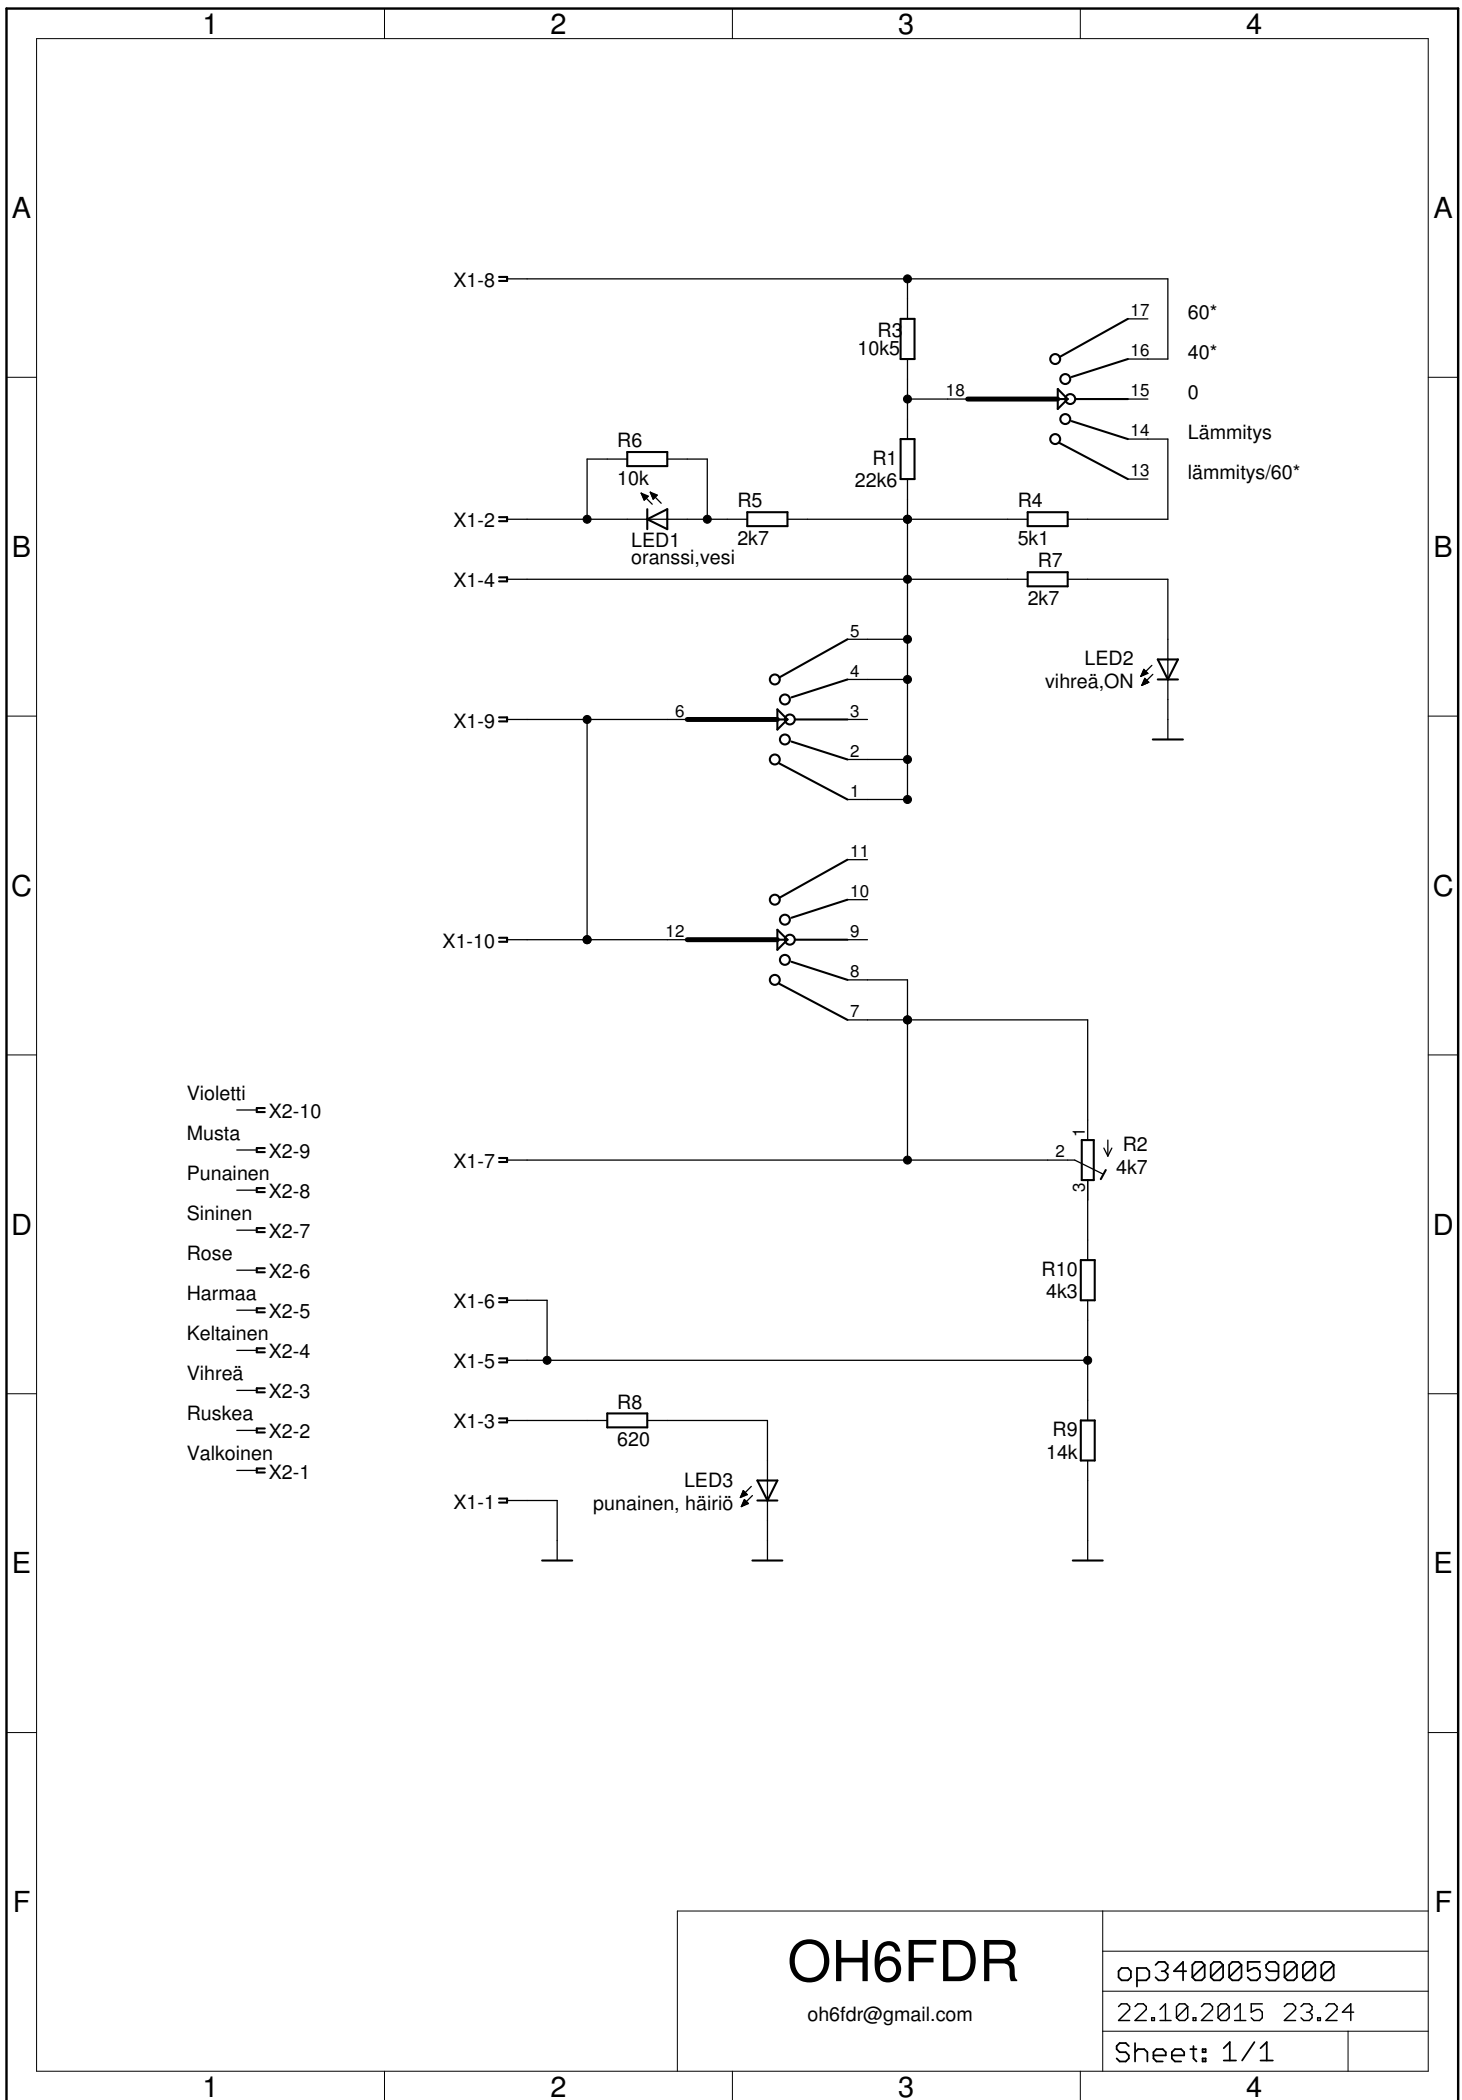 1 2 3 4
A A
X1-8
17 60*
R3
10k5
16 40*
18
15 0
14 Lämmitys
R6
10k
R1
22k6
13 lämmitys/60*
X1-2
R5
2k7
R4
5k1
B B
LED1
oranssi,vesi
X1-4
R7
2k7
5
4
LED2
vihreä,ON
X1-9
6
3
2
1
11
C C
10
X1-10
12
9
8
7
Violetti
X2-10
Musta
X2-9
X1-7
1
2
3
R2
4k7
Punainen
X2-8
Sininen
X2-7
D D
Rose
X2-6
R10
4k3
Harmaa
X2-5
X1-6
Keltainen
X2-4
X1-5
Vihreä
X2-3
Ruskea
X2-2
X1-3
R8
620
R9
14k
Valkoinen
X2-1
LED3
punainen, häiriö
X1-1
E E
F F
OH6FDR
oh6fdr@gmail.com
op3400059000
22.10.2015 23.24
Sheet: 1/1
1 2 3 4